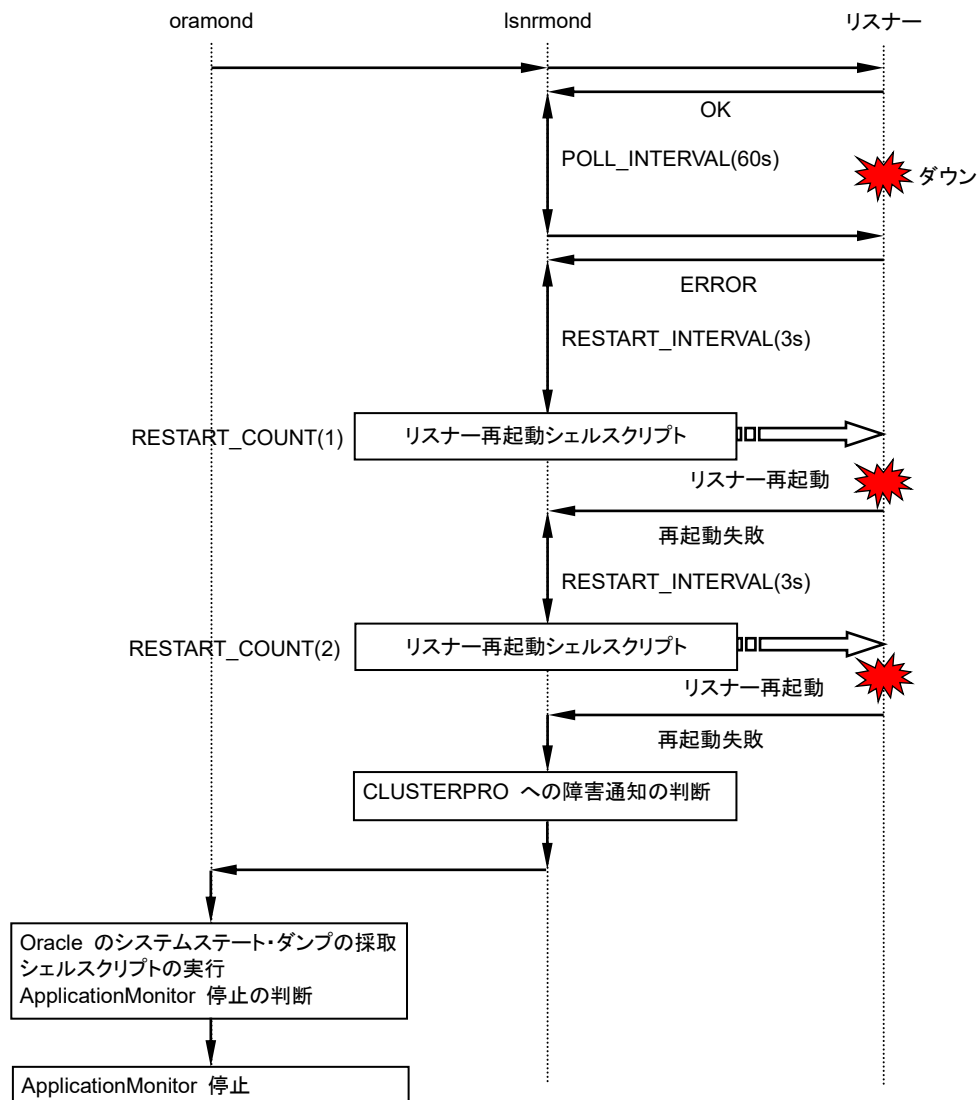 oramond
lsnrmond
リスナー
OK
POLL_INTERVAL(60s)
ダウン
ERROR
RESTART_INTERVAL(3s)
RESTART_COUNT(1)
リスナー再起動シェルスクリプト
リスナー再起動
再起動失敗
RESTART_INTERVAL(3s)
RESTART_COUNT(2)
リスナー再起動シェルスクリプト
リスナー再起動
再起動失敗
CLUSTERPRO への障害通知の判断
Oracle のシステムステート・ダンプの採取
シェルスクリプトの実行
ApplicationMonitor 停止の判断
ApplicationMonitor 停止